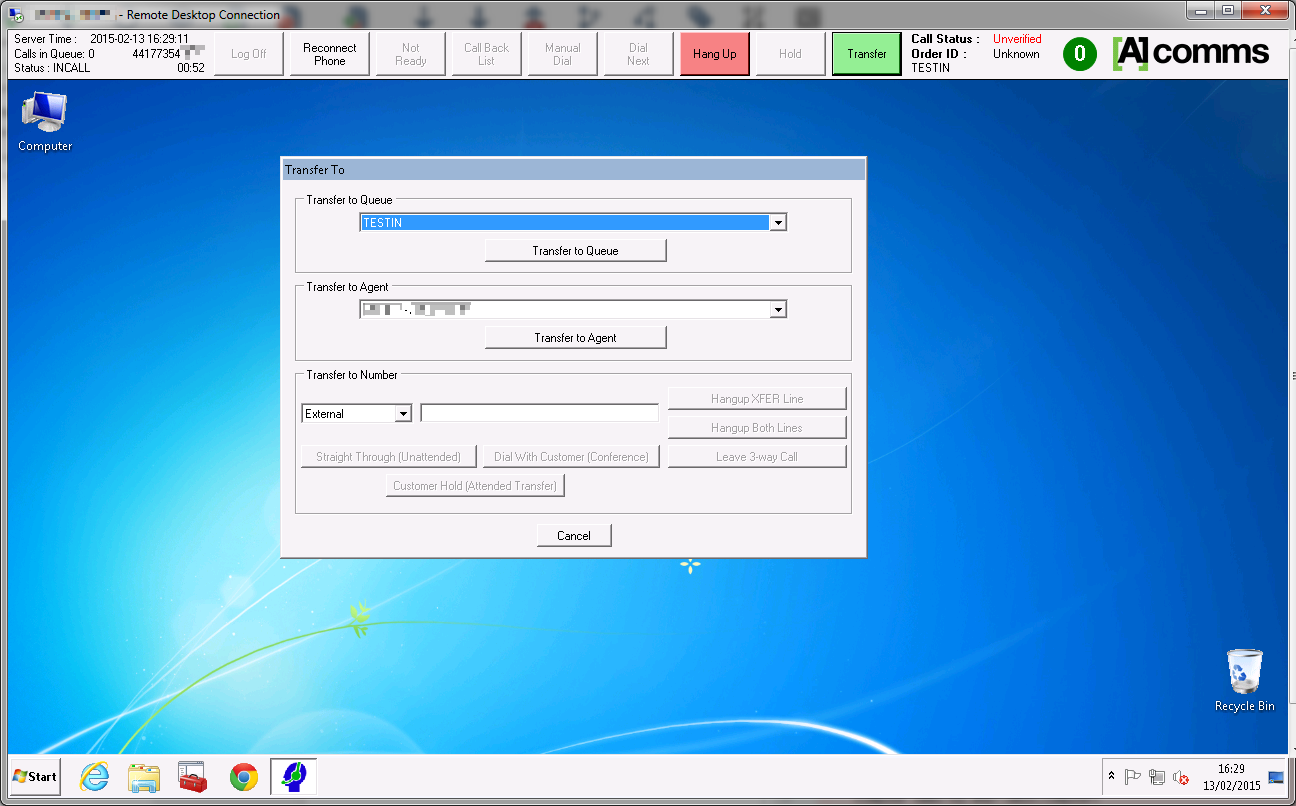 - Remote Desktop Connection
Server Time : 2015-02-13 16:29:11
Calls in Queue: 0 44177354
Status : INCALL 00:52
Log Off
Reconnect
Phone
Not
Ready
Call Back
List
Manual
Dial
Dial
Next
Hang Up
Hold
Transfer
Call Status : Unverified
Order ID : Unknown
TESTIN
0
[A]comms
Computer
Transfer To
Transfer to Queue
TESTIN
Transfer to Queue
Transfer to Agent
Transfer to Agent
Transfer to Number
External
Hangup XFER Line
Hangup Both Lines
Straight Through (Unattended)
Dial With Customer (Conference)
Leave 3-way Call
Customer Hold (Attended Transfer)
Cancel
Recycle Bin
Start
16:29
13/02/2015